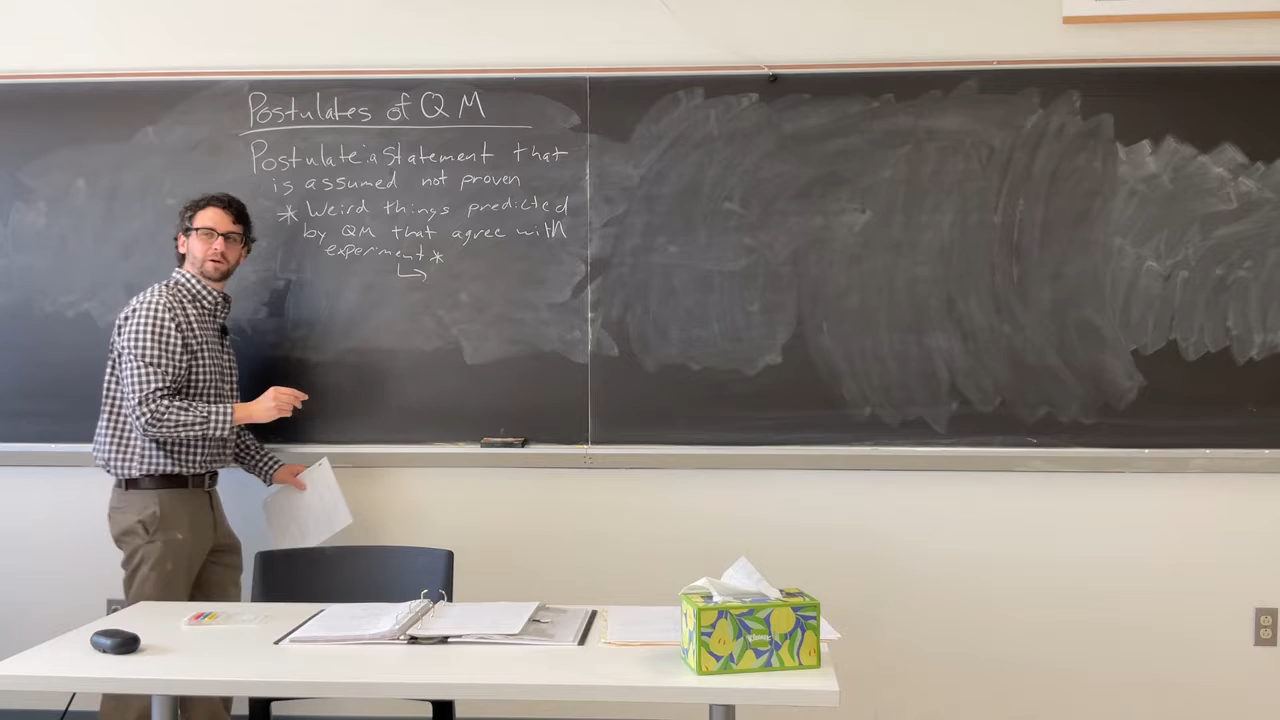 Postulates of QM
Postulate: a Statement that
is assumed not proven
* Weird things predicted
by QM that agree with
experiment *
Kleenex